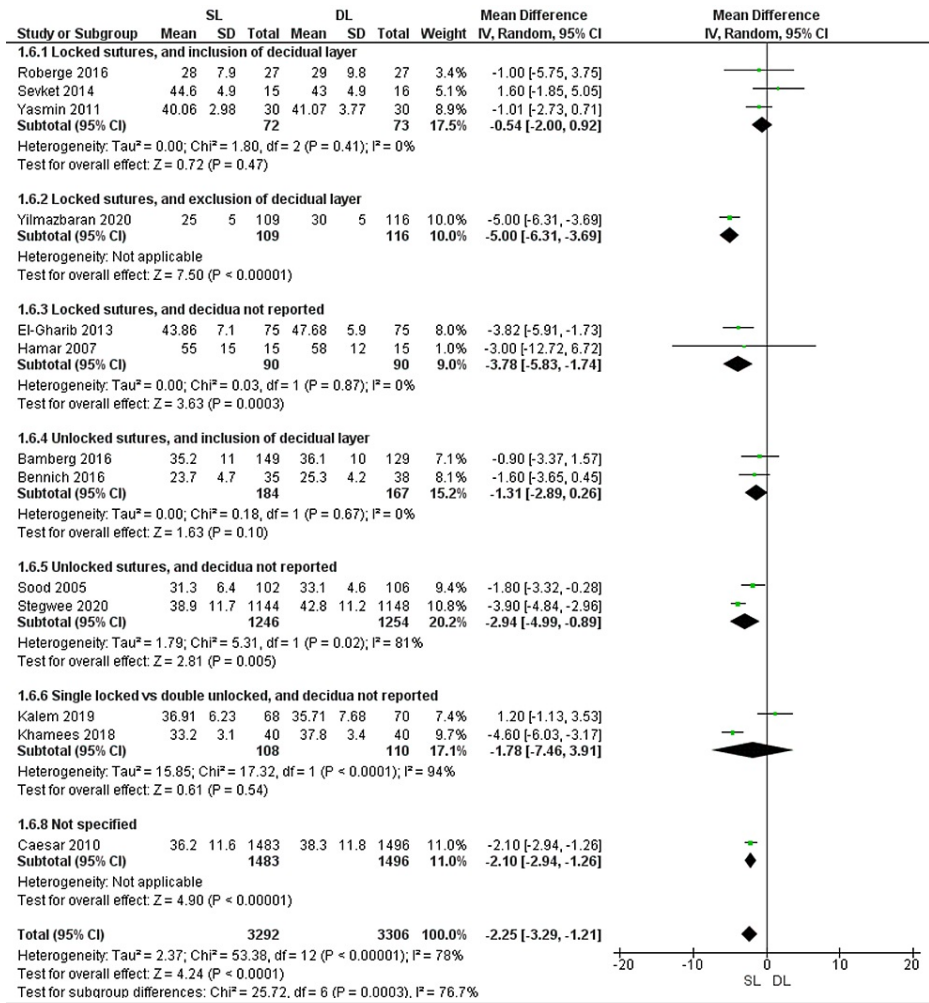 SL DL Mean Difference Mean Difference
Study or Subgroup Mean SD Total Mean SD Total Weight IV, Random, 95% CI IV, Random, 95% CI
1.6.1 Locked sutures, and inclusion of decidual layer
Roberge 2016 28 7.9 27 29 9.8 27 3.4% -1.00 [-5.75, 3.75]
Sevket 2014 44.6 4.9 15 43 4.9 16 5.1% 1.60 [-1.85, 5.05]
Yasmin 2011 40.06 2.98 30 41.07 3.77 30 8.9% -1.01 [-2.73, 0.71]
Subtotal (95% CI) 72 73 17.5% -0.54 [-2.00, 0.92]
Heterogeneity: Tau² = 0.00; Chi² = 1.80, df = 2 (P = 0.41); I² = 0%
Test for overall effect: Z = 0.72 (P = 0.47)
1.6.2 Locked sutures, and exclusion of decidual layer
Yilmazbaran 2020 25 5 109 30 5 116 10.0% -5.00 [-6.31, -3.69]
Subtotal (95% CI) 109 116 10.0% -5.00 [-6.31, -3.69]
Heterogeneity: Not applicable
Test for overall effect: Z = 7.50 (P < 0.00001)
1.6.3 Locked sutures, and decidua not reported
El-Gharib 2013 43.86 7.1 75 47.68 5.9 75 8.0% -3.82 [-5.91, -1.73]
Hamar 2007 55 15 15 58 12 15 1.0% -3.00 [-12.72, 6.72]
Subtotal (95% CI) 90 90 9.0% -3.78 [-5.83, -1.74]
Heterogeneity: Tau² = 0.00; Chi² = 0.03, df = 1 (P = 0.87); I² = 0%
Test for overall effect: Z = 3.63 (P = 0.0003)
1.6.4 Unlocked sutures, and inclusion of decidual layer
Bamberg 2016 35.2 11 149 36.1 10 129 7.1% -0.90 [-3.37, 1.57]
Bennich 2016 23.7 4.7 35 25.3 4.2 38 8.1% -1.60 [-3.65, 0.45]
Subtotal (95% CI) 184 167 15.2% -1.31 [-2.89, 0.26]
Heterogeneity: Tau² = 0.00; Chi² = 0.18, df = 1 (P = 0.67); I² = 0%
Test for overall effect: Z = 1.63 (P = 0.10)
1.6.5 Unlocked sutures, and decidua not reported
Sood 2005 31.3 6.4 102 33.1 4.6 106 9.4% -1.80 [-3.32, -0.28]
Stegwee 2020 38.9 11.7 1144 42.8 11.2 1148 10.8% -3.90 [-4.84, -2.96]
Subtotal (95% CI) 1246 1254 20.2% -2.94 [-4.99, -0.89]
Heterogeneity: Tau² = 1.79; Chi² = 5.31, df = 1 (P = 0.02); I² = 81%
Test for overall effect: Z = 2.81 (P = 0.005)
1.6.6 Single locked vs double unlocked, and decidua not reported
Kalem 2019 36.91 6.23 68 35.71 7.68 70 7.4% 1.20 [-1.13, 3.53]
Khamees 2018 33.2 3.1 40 37.8 3.4 40 9.7% -4.60 [-6.03, -3.17]
Subtotal (95% CI) 108 110 17.1% -1.78 [-7.46, 3.91]
Heterogeneity: Tau² = 15.85; Chi² = 17.32, df = 1 (P < 0.0001); I² = 94%
Test for overall effect: Z = 0.61 (P = 0.54)
1.6.8 Not specified
Caesar 2010 36.2 11.6 1483 38.3 11.8 1496 11.0% -2.10 [-2.94, -1.26]
Subtotal (95% CI) 1483 1496 11.0% -2.10 [-2.94, -1.26]
Heterogeneity: Not applicable
Test for overall effect: Z = 4.90 (P < 0.00001)
Total (95% CI) 3292 3306 100.0% -2.25 [-3.29, -1.21]
Heterogeneity: Tau² = 2.37; Chi² = 53.38, df = 12 (P < 0.00001); I² = 78%
Test for overall effect: Z = 4.24 (P < 0.0001)
Test for subgroup differences: Chi² = 25.72, df = 6 (P = 0.0003), I² = 76.7%
-20 -10 0 10 20
SL DL